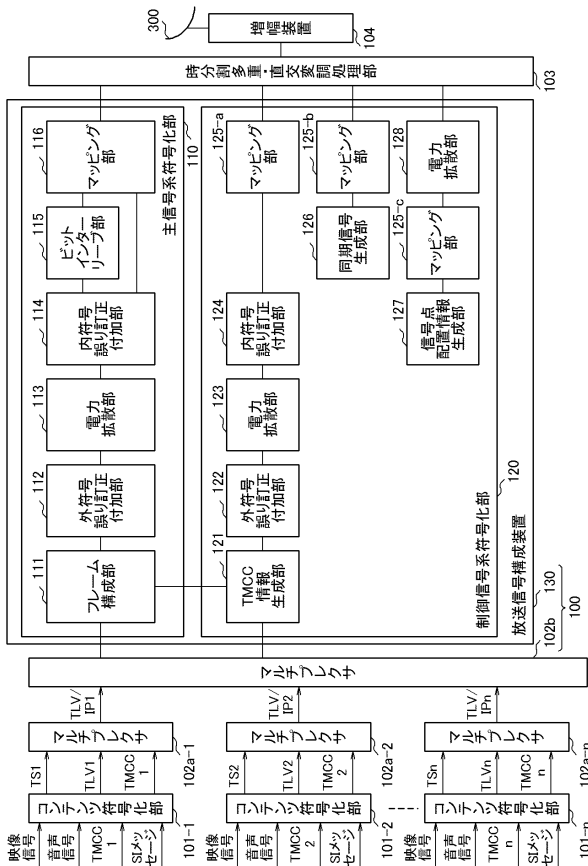 映像
信号
音声
信号
TMCC
1
SIメッ
セージ
コンテンツ符号化部
101-1
TS1
TLV1
TMCC
1
マルチプレクサ
102a-1
TLV/
IP1
映像
信号
音声
信号
TMCC
2
SIメッ
セージ
コンテンツ符号化部
101-2
TS2
TLV2
TMCC
2
マルチプレクサ
102a-2
TLV/
IP2
映像
信号
音声
信号
TMCC
n
SIメッ
セージ
コンテンツ符号化部
101-n
TSn
TLVn
TMCC
n
マルチプレクサ
102a-n
TLV/
IPn
マルチプレクサ
102b
100
130
放送信号構成装置
111
フレーム
構成部
112
外符号
誤り訂正
付加部
113
電力
拡散部
114
内符号
誤り訂正
付加部
115
ビット
インター
リーブ部
116
マッピング
部
主信号系符号化部
110
121
TMCC
情報
生成部
122
外符号
誤り訂正
付加部
123
電力
拡散部
124
内符号
誤り訂正
付加部
125-a
マッピング
部
126
同期信号
生成部
125-b
マッピング
部
127
信号点
配置情報
生成部
125-c
マッピング
部
128
電力
拡散部
制御信号系符号化部
120
時分割多重・直交変調処理部
103
増幅装置
104
300